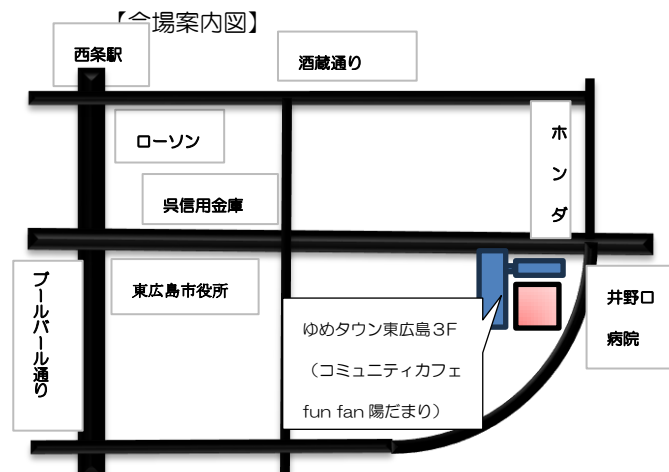 【会場案内図】
西条駅
酒蔵通り
ローソン
ホンダ
呉信用金庫
東広島市役所
ブールバール通り
井野口
病院
ゆめタウン東広島３F
（コミュニティカフェ
fun fan 陽だまり）